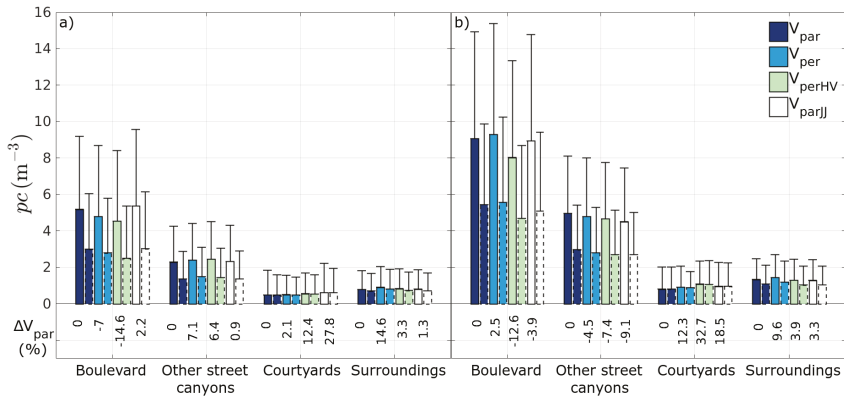 a)
b)
16
14
12
10
8
6
4
2
0
pc (m⁻³)
V_par
V_per
V_perHV
V_parJJ
ΔV_par
(%)
0 -7 -14.6 2.2
0 7.1 6.4 0.9
0 2.1 12.4 27.8
0 14.6 3.3 1.3
0 2.5 -12.6 -3.9
0 -4.5 -7.4 -9.1
0 12.3 32.7 18.5
0 9.6 3.9 3.3
Boulevard
Other street
canyons
Courtyards
Surroundings
Boulevard
Other street
canyons
Courtyards
Surroundings